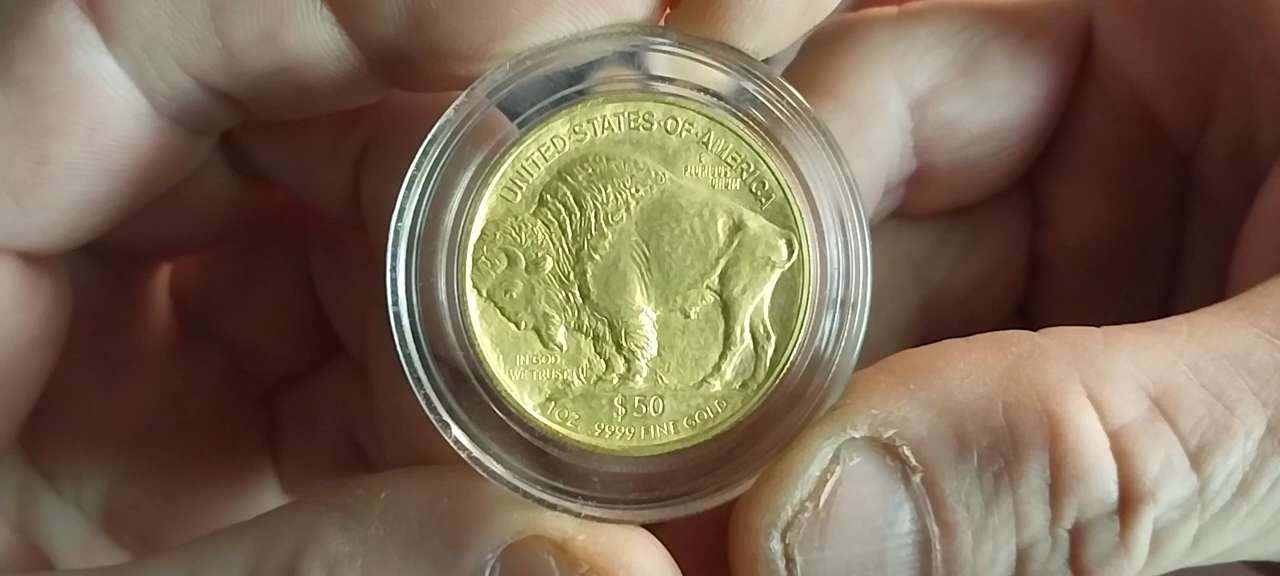 UNITED·STATES·OF·AMERICA
E
PLURIBUS
UNUM
IN GOD
WE TRUST
$50
1 OZ. .9999 FINE GOLD